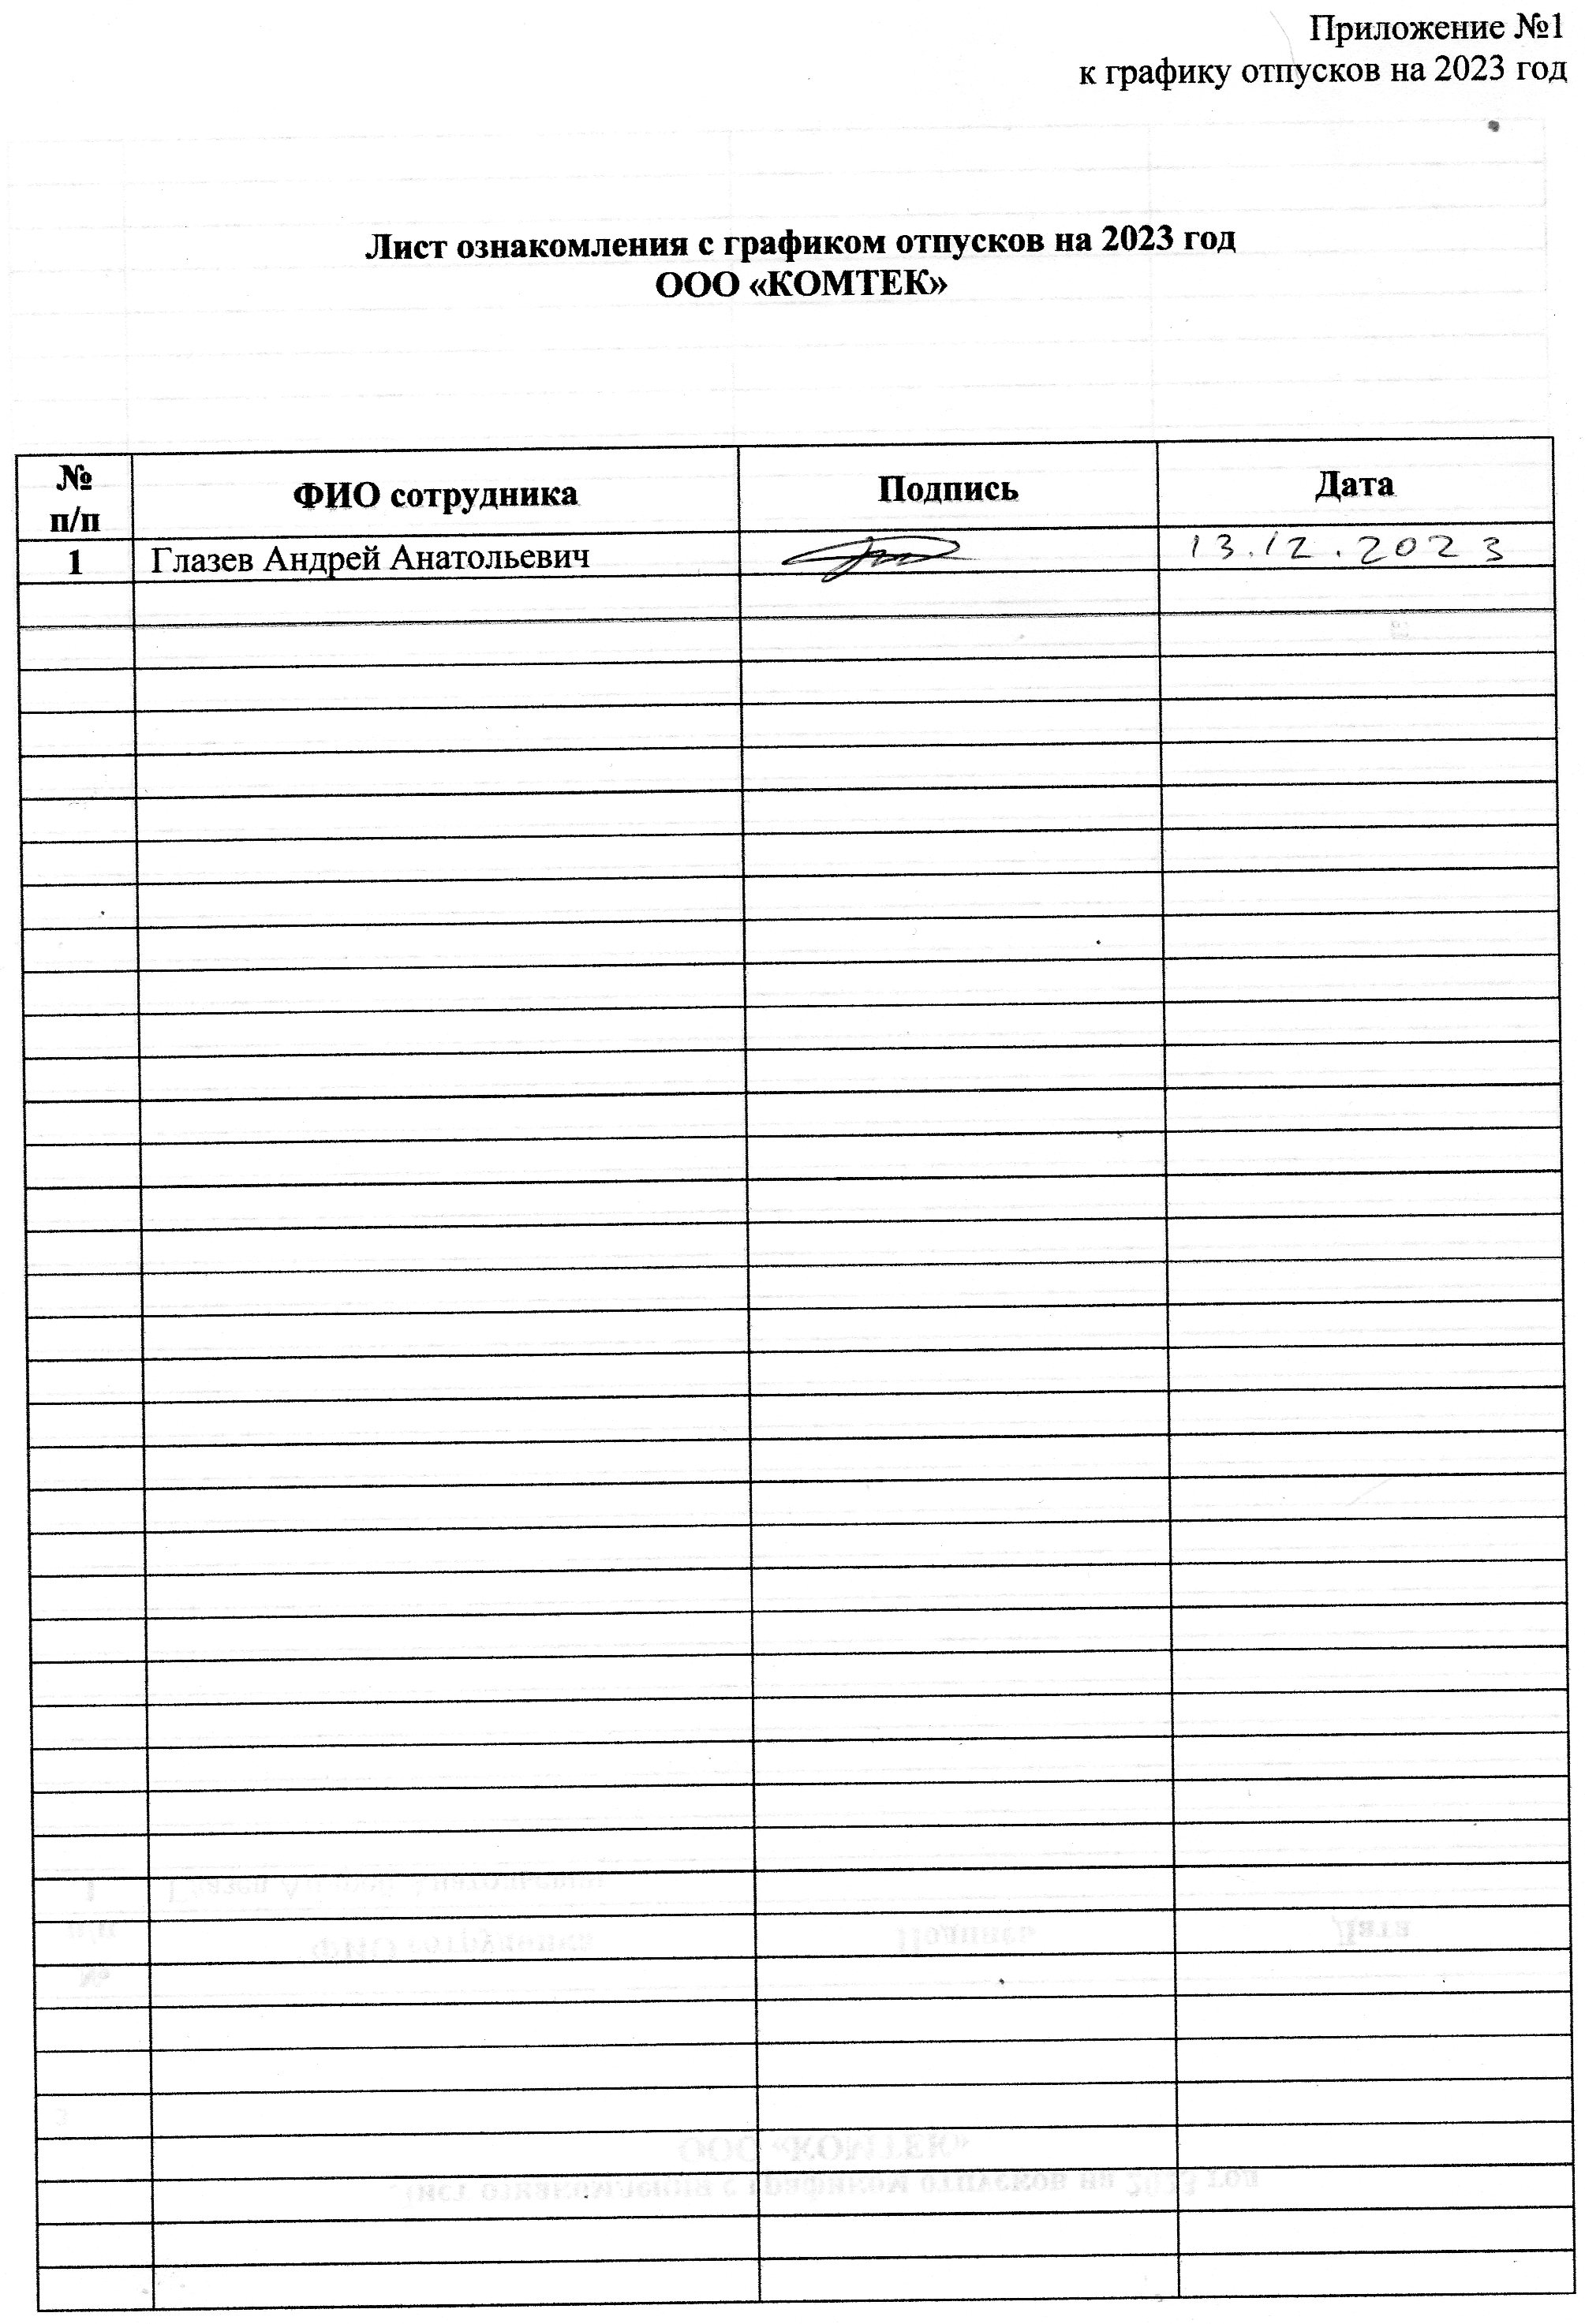 Приложение №1
к графику отпусков на 2023 год
Лист ознакомления с графиком отпусков на 2023 год
ООО «КОМТЕК»
№ п/п ФИО сотрудника Подпись Дата
1 Глазев Андрей Анатольевич 13.12.2023